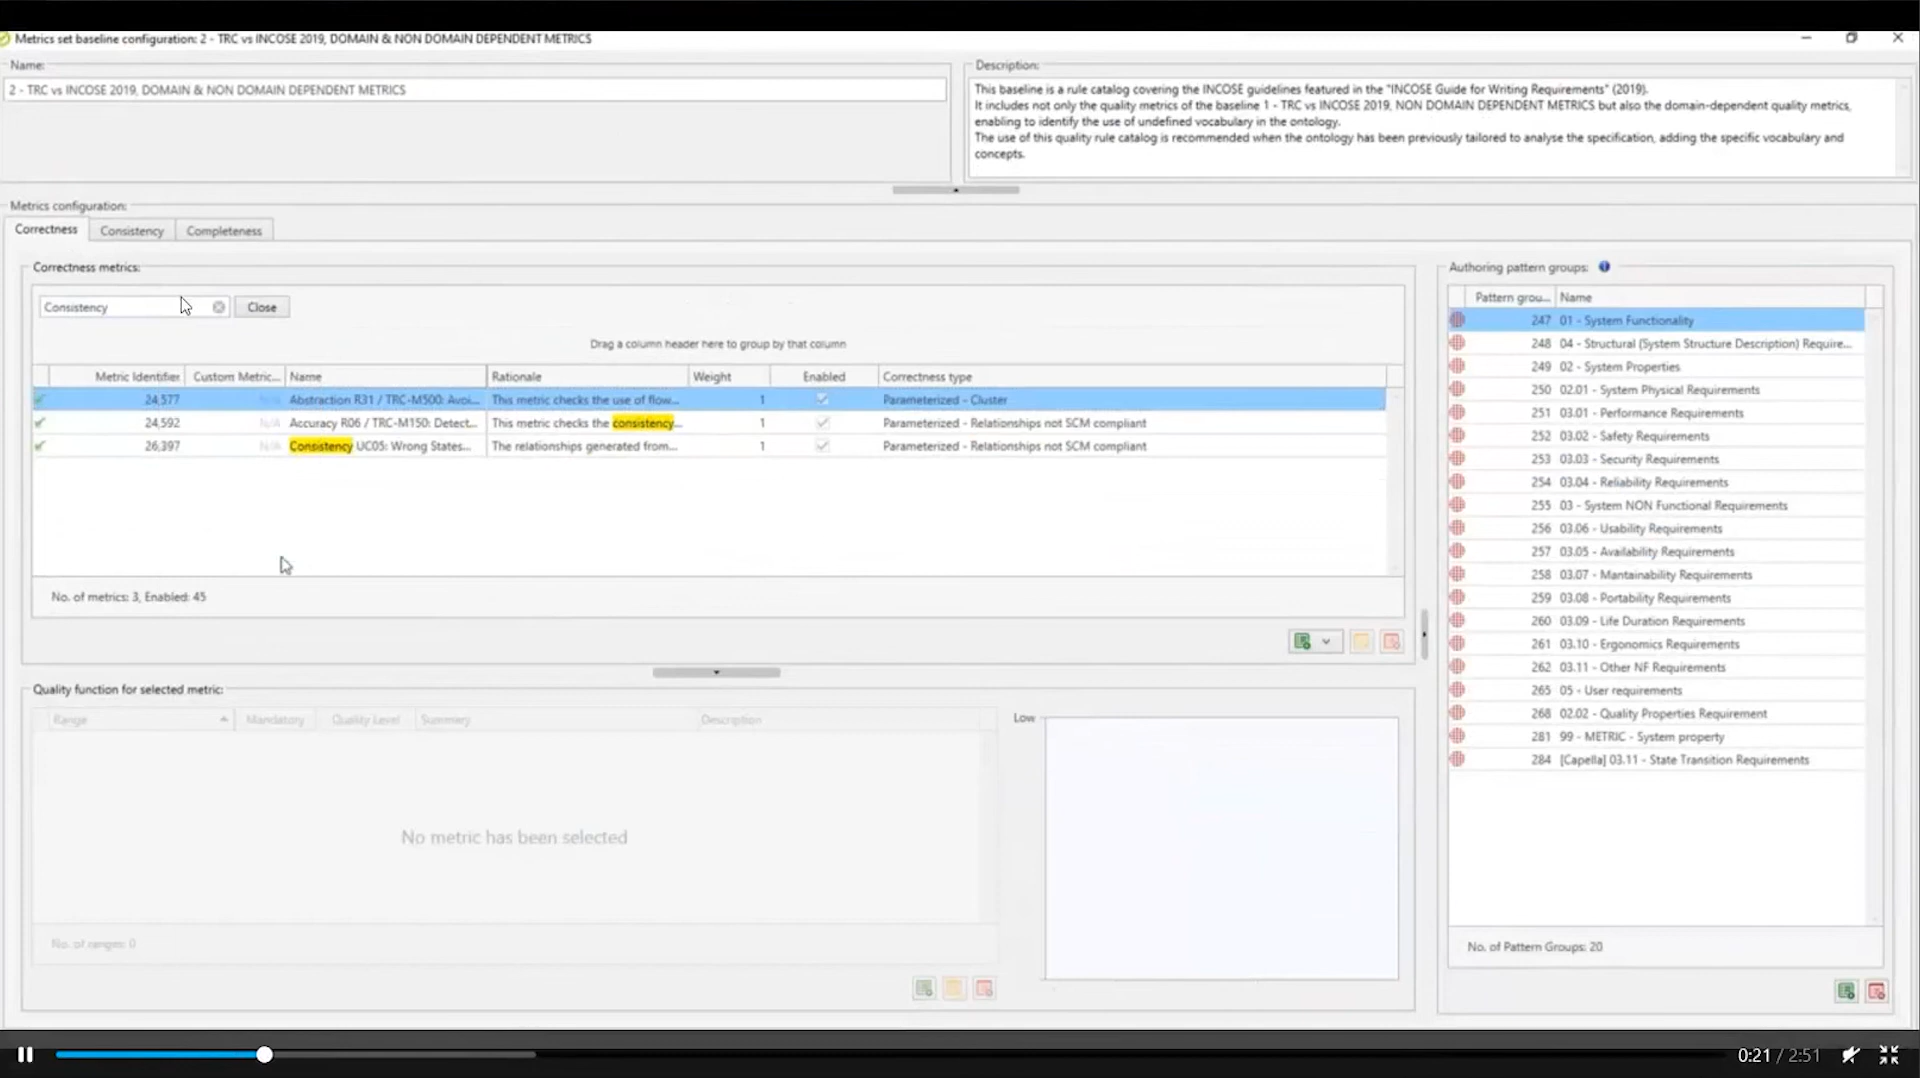 Metrics set baseline configuration: 2 - TRC vs INCOSE 2019, DOMAIN & NON DOMAIN DEPENDENT METRICS
Name:
2 - TRC vs INCOSE 2019, DOMAIN & NON DOMAIN DEPENDENT METRICS
Description:
This baseline is a rule catalog covering the INCOSE guidelines featured in the "INCOSE Guide for Writing Requirements" (2019).
It includes not only the quality metrics of the baseline 1 - TRC vs INCOSE 2019, NON DOMAIN DEPENDENT METRICS but also the domain-dependent quality metrics,
enabling to identify the use of undefined vocabulary in the ontology.
The use of this quality rule catalog is recommended when the ontology has been previously tailored to analyse the specification, adding the specific vocabulary and
concepts.
Metrics configuration:
Correctness Consistency Completeness
Correctness metrics:
Consistency Close
Drag a column header here to group by that column
Metric Identifier Custom Metric... Name Rationale Weight Enabled Correctness type
24,577 N/A Abstraction R31 / TRC-M500: Avoi... This metric checks the use of flow... 1 Parameterized - Cluster
24,592 N/A Accuracy R06 / TRC-M150: Detect... This metric checks the consistency... 1 Parameterized - Relationships not SCM compliant
26,397 N/A Consistency UC05: Wrong States... The relationships generated from... 1 Parameterized - Relationships not SCM compliant
No. of metrics: 3, Enabled: 45
Quality function for selected metric:
Range Mandatory Quality Level Summary Description
No metric has been selected
No. of ranges: 0
Low
Authoring pattern groups:
Pattern grou... Name
247 01 - System Functionality
248 04 - Structural (System Structure Description) Require...
249 02 - System Properties
250 02.01 - System Physical Requirements
251 03.01 - Performance Requirements
252 03.02 - Safety Requirements
253 03.03 - Security Requirements
254 03.04 - Reliability Requirements
255 03 - System NON Functional Requirements
256 03.06 - Usability Requirements
257 03.05 - Availability Requirements
258 03.07 - Mantainability Requirements
259 03.08 - Portability Requirements
260 03.09 - Life Duration Requirements
261 03.10 - Ergonomics Requirements
262 03.11 - Other NF Requirements
265 05 - User requirements
268 02.02 - Quality Properties Requirement
281 99 - METRIC - System property
284 [Capella] 03.11 - State Transition Requirements
No. of Pattern Groups: 20
0:21 / 2:51